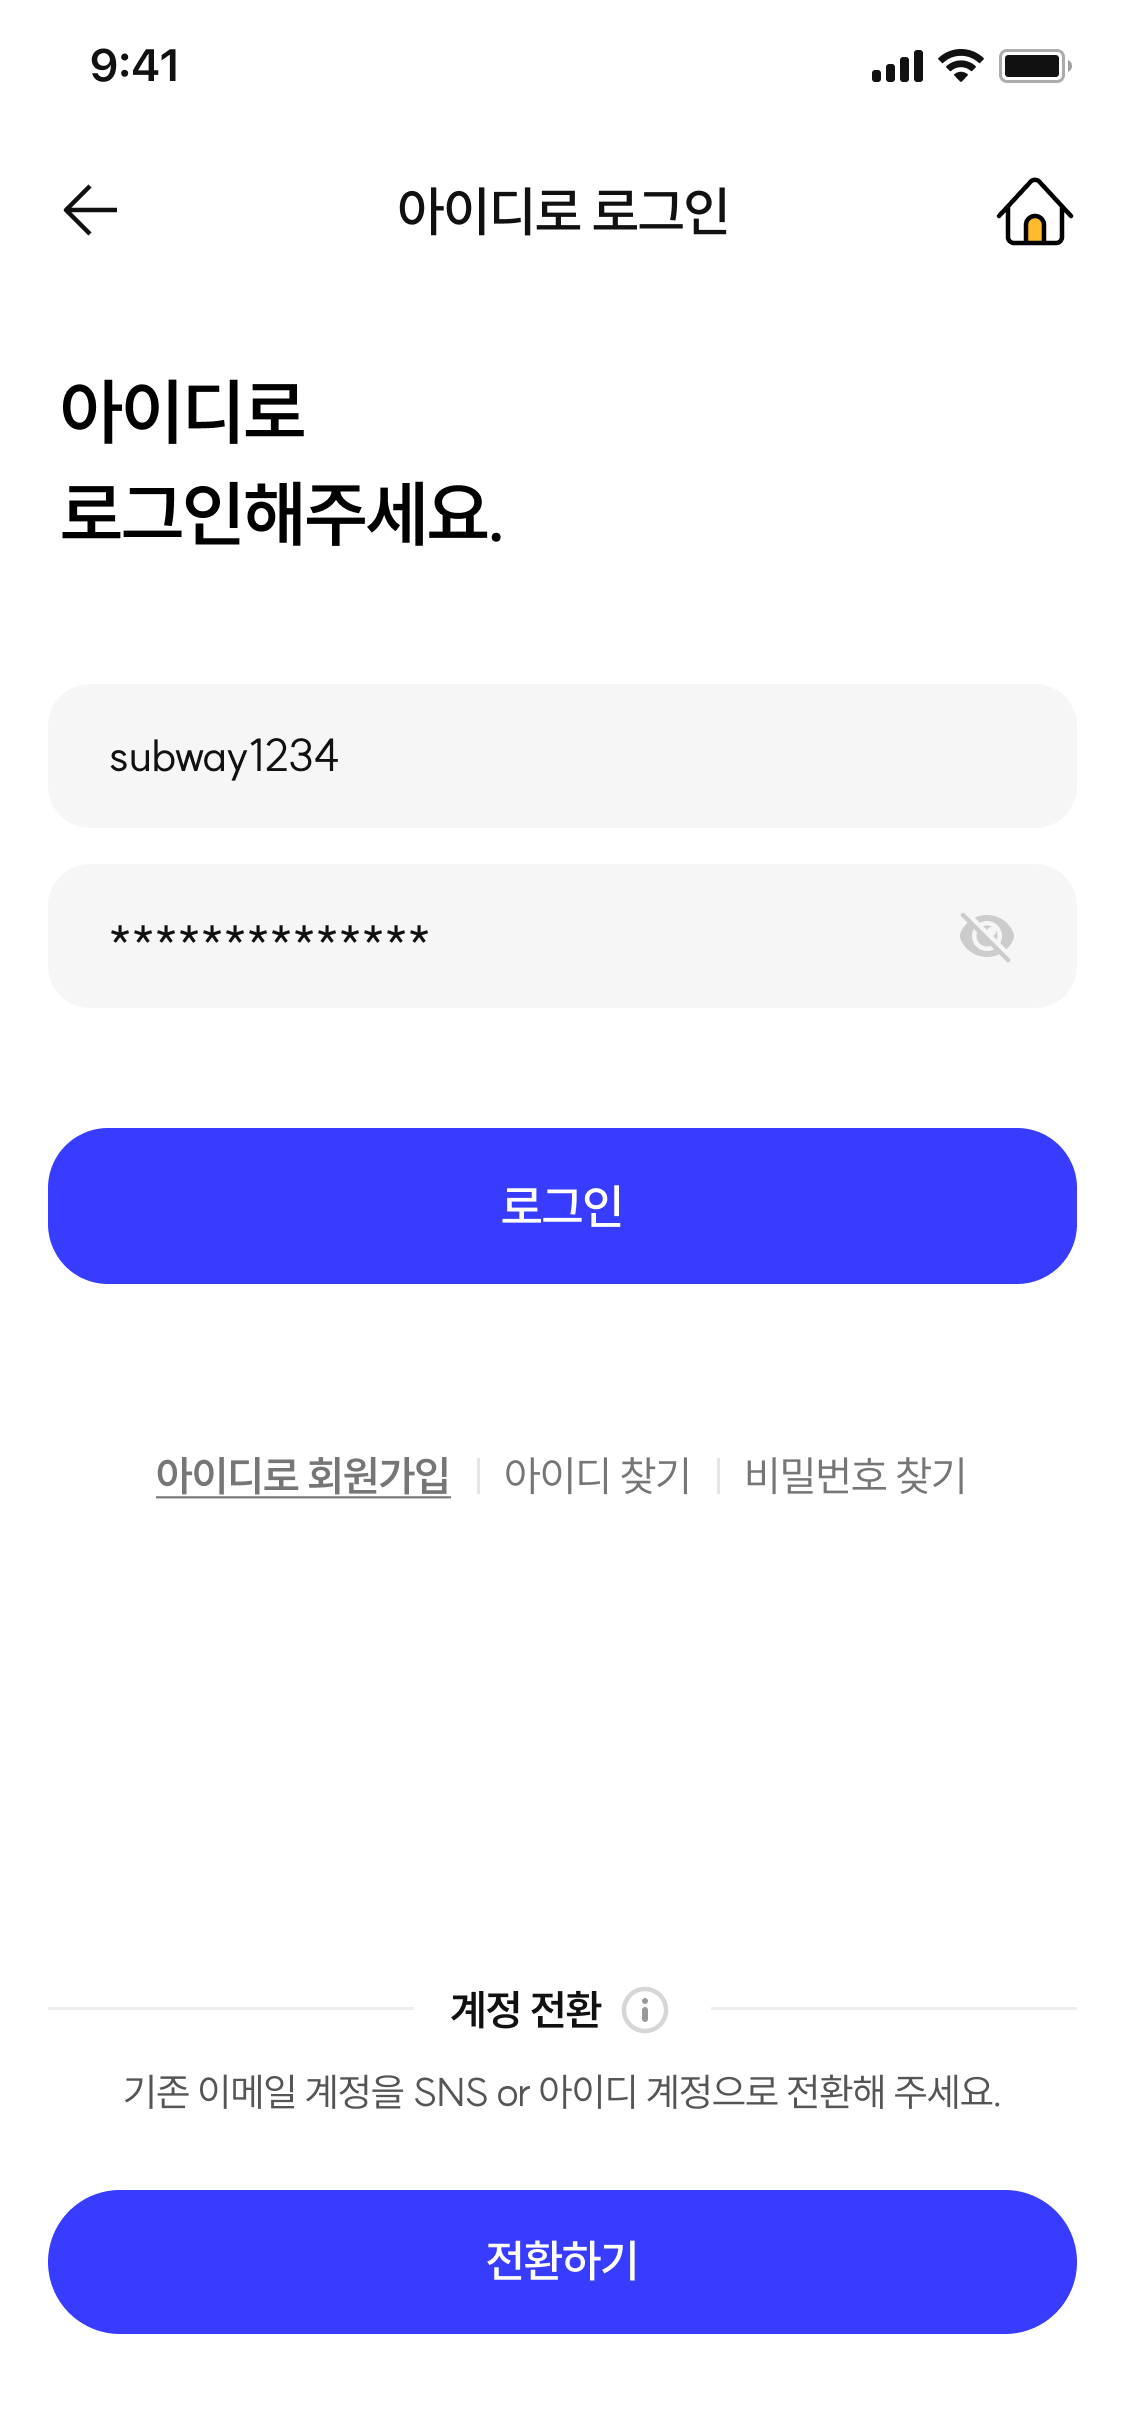 9:41
아이디로 로그인
아이디로
로그인해주세요.
subway1234
**************
로그인
아이디로 회원가입 | 아이디 찾기 | 비밀번호 찾기
계정 전환
기존 이메일 계정을 SNS or 아이디 계정으로 전환해 주세요.
전환하기